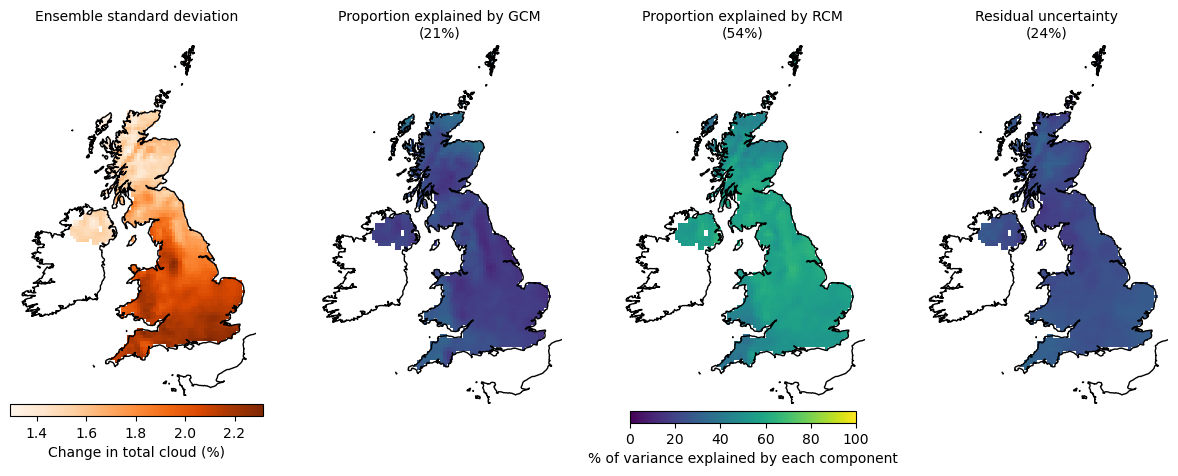 Ensemble standard deviation
Proportion explained by GCM
(21%)
Proportion explained by RCM
(54%)
Residual uncertainty
(24%)
1.4 1.6 1.8 2.0 2.2
Change in total cloud (%)
0 20 40 60 80 100
% of variance explained by each component